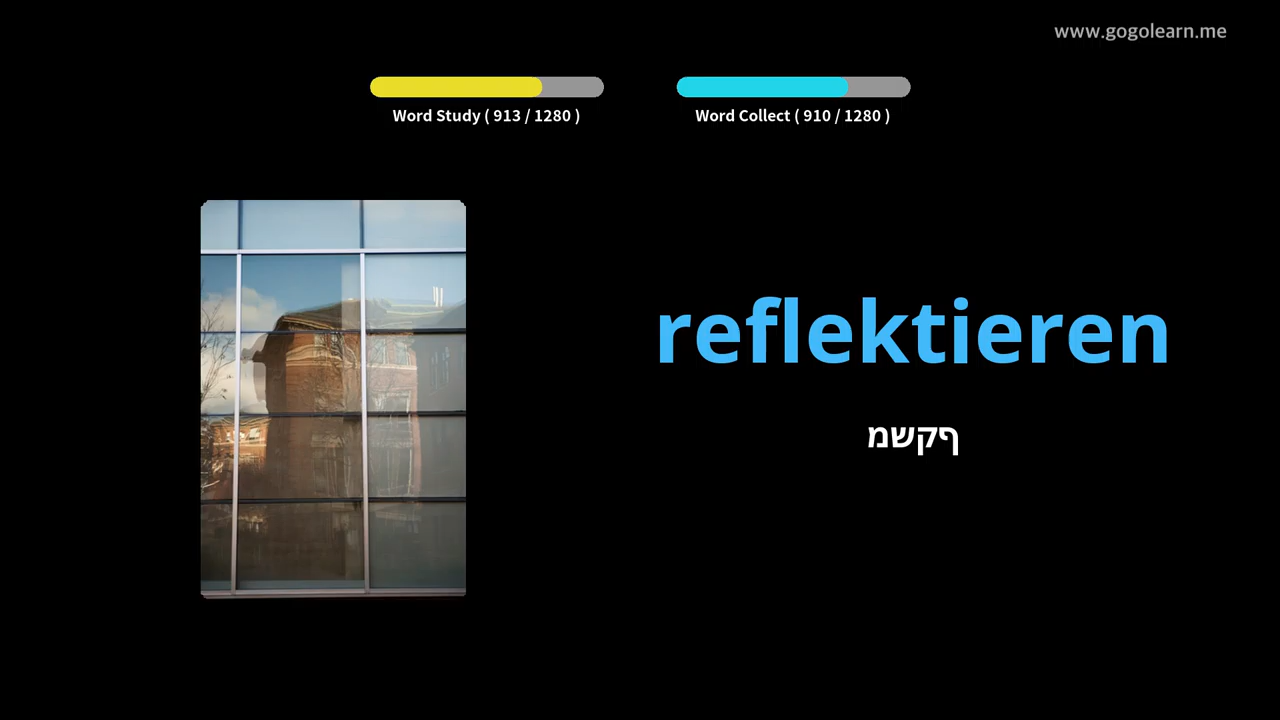 www.gogolearn.me
Word Study ( 913 / 1280 )
Word Collect ( 910 / 1280 )
reflektieren
ףקשמ